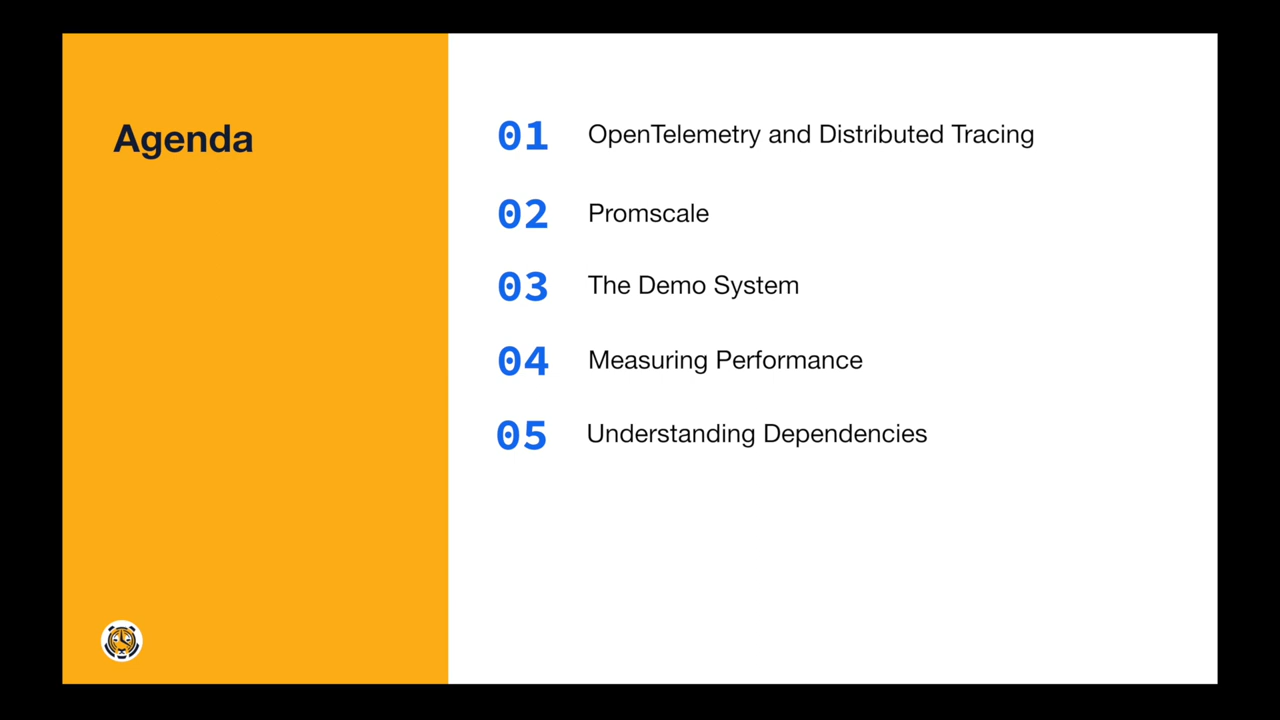 Agenda
01 OpenTelemetry and Distributed Tracing
02 Promscale
03 The Demo System
04 Measuring Performance
05 Understanding Dependencies